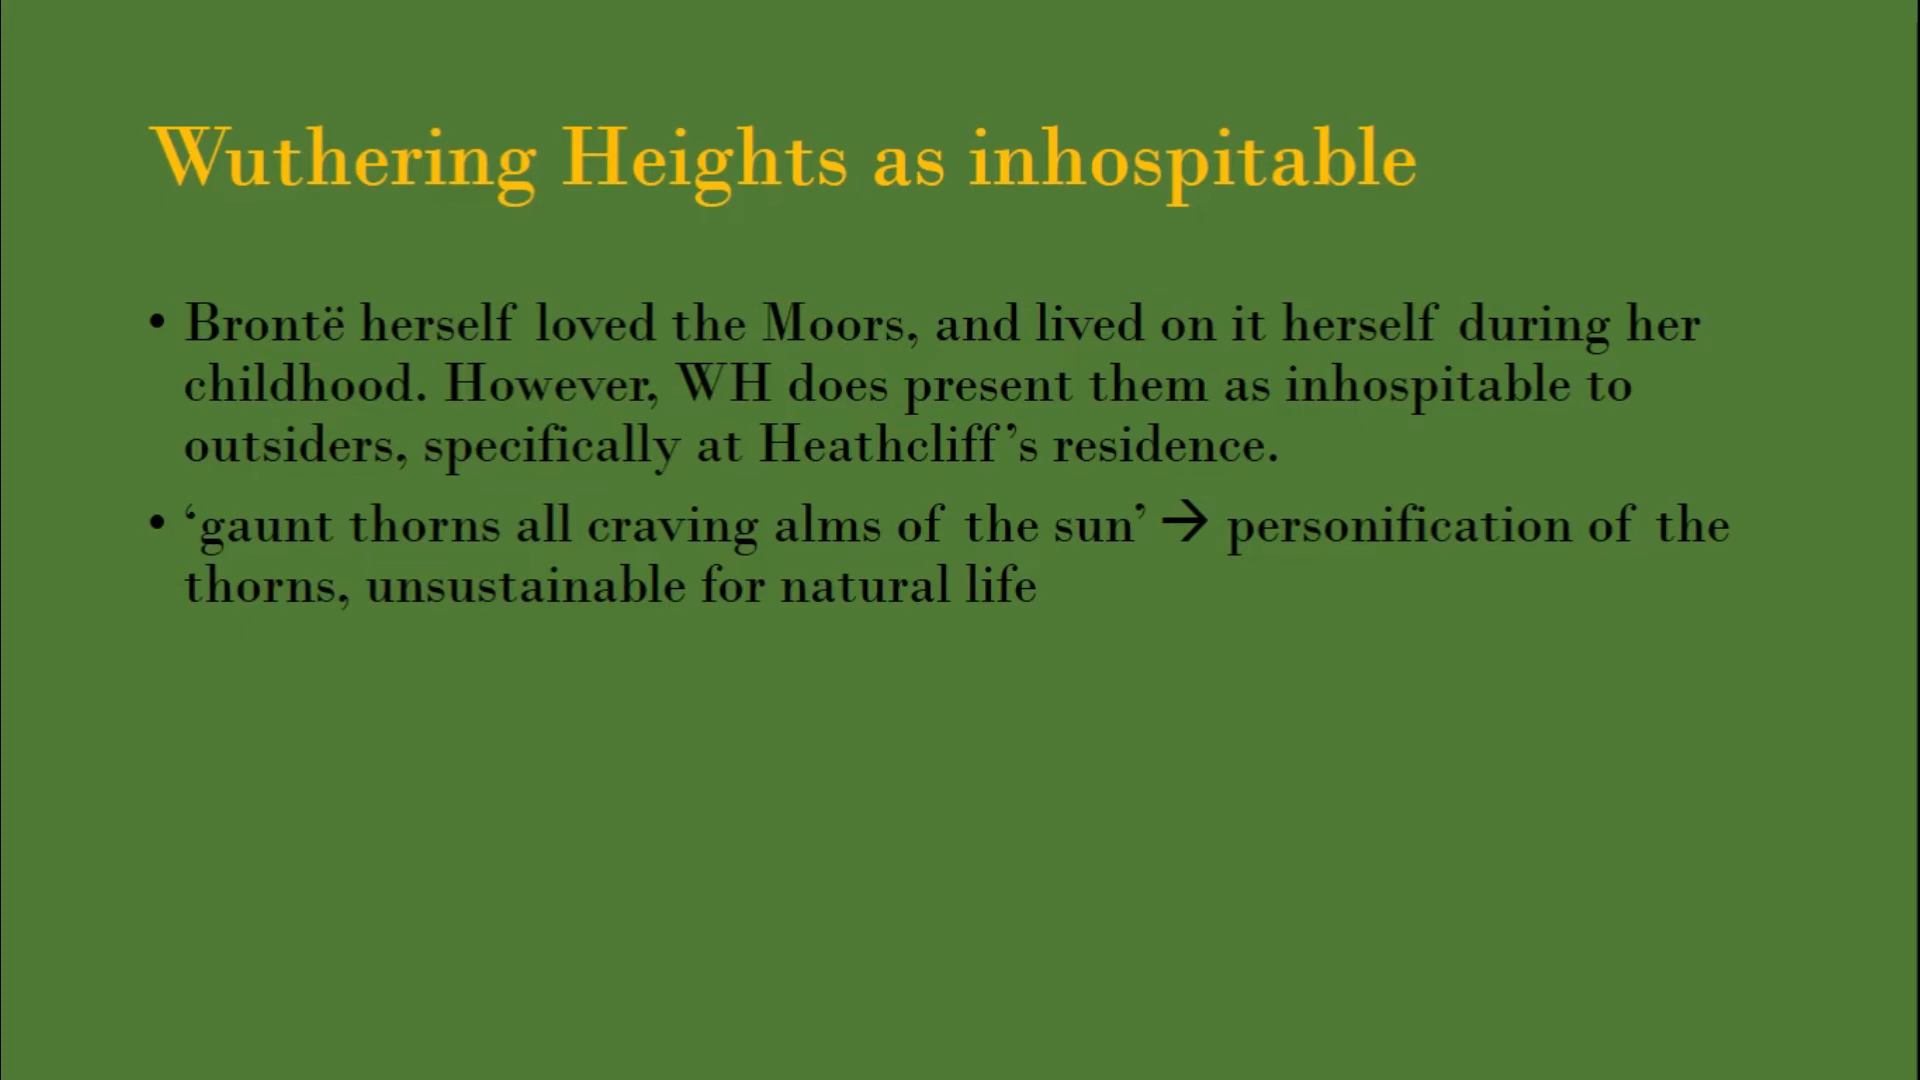 Wuthering Heights as inhospitable
• Brontë herself loved the Moors, and lived on it herself during her
childhood. However, WH does present them as inhospitable to
outsiders, specifically at Heathcliff’s residence.
• ‘gaunt thorns all craving alms of the sun’ → personification of the
thorns, unsustainable for natural life